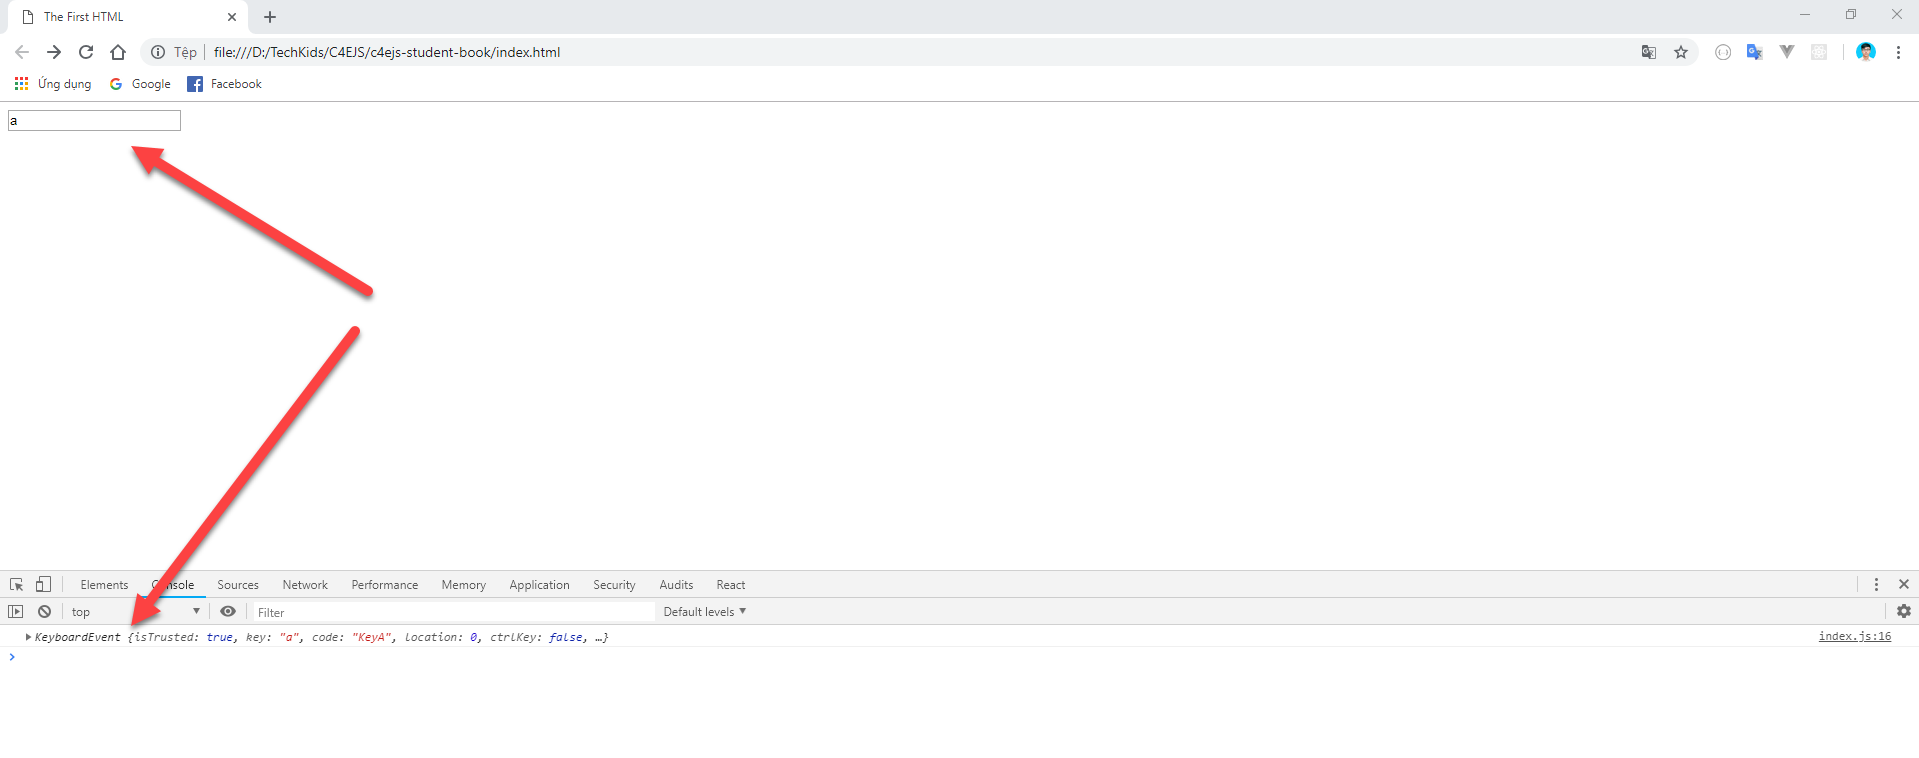 The First HTML
Tệp file:///D:/TechKids/C4EJS/c4ejs-student-book/index.html
Ứng dụng Google Facebook
a
Elements Console Sources Network Performance Memory Application Security Audits React
top Filter Default levels
KeyboardEvent {isTrusted: true, key: "a", code: "KeyA", location: 0, ctrlKey: false, …} index.js:16